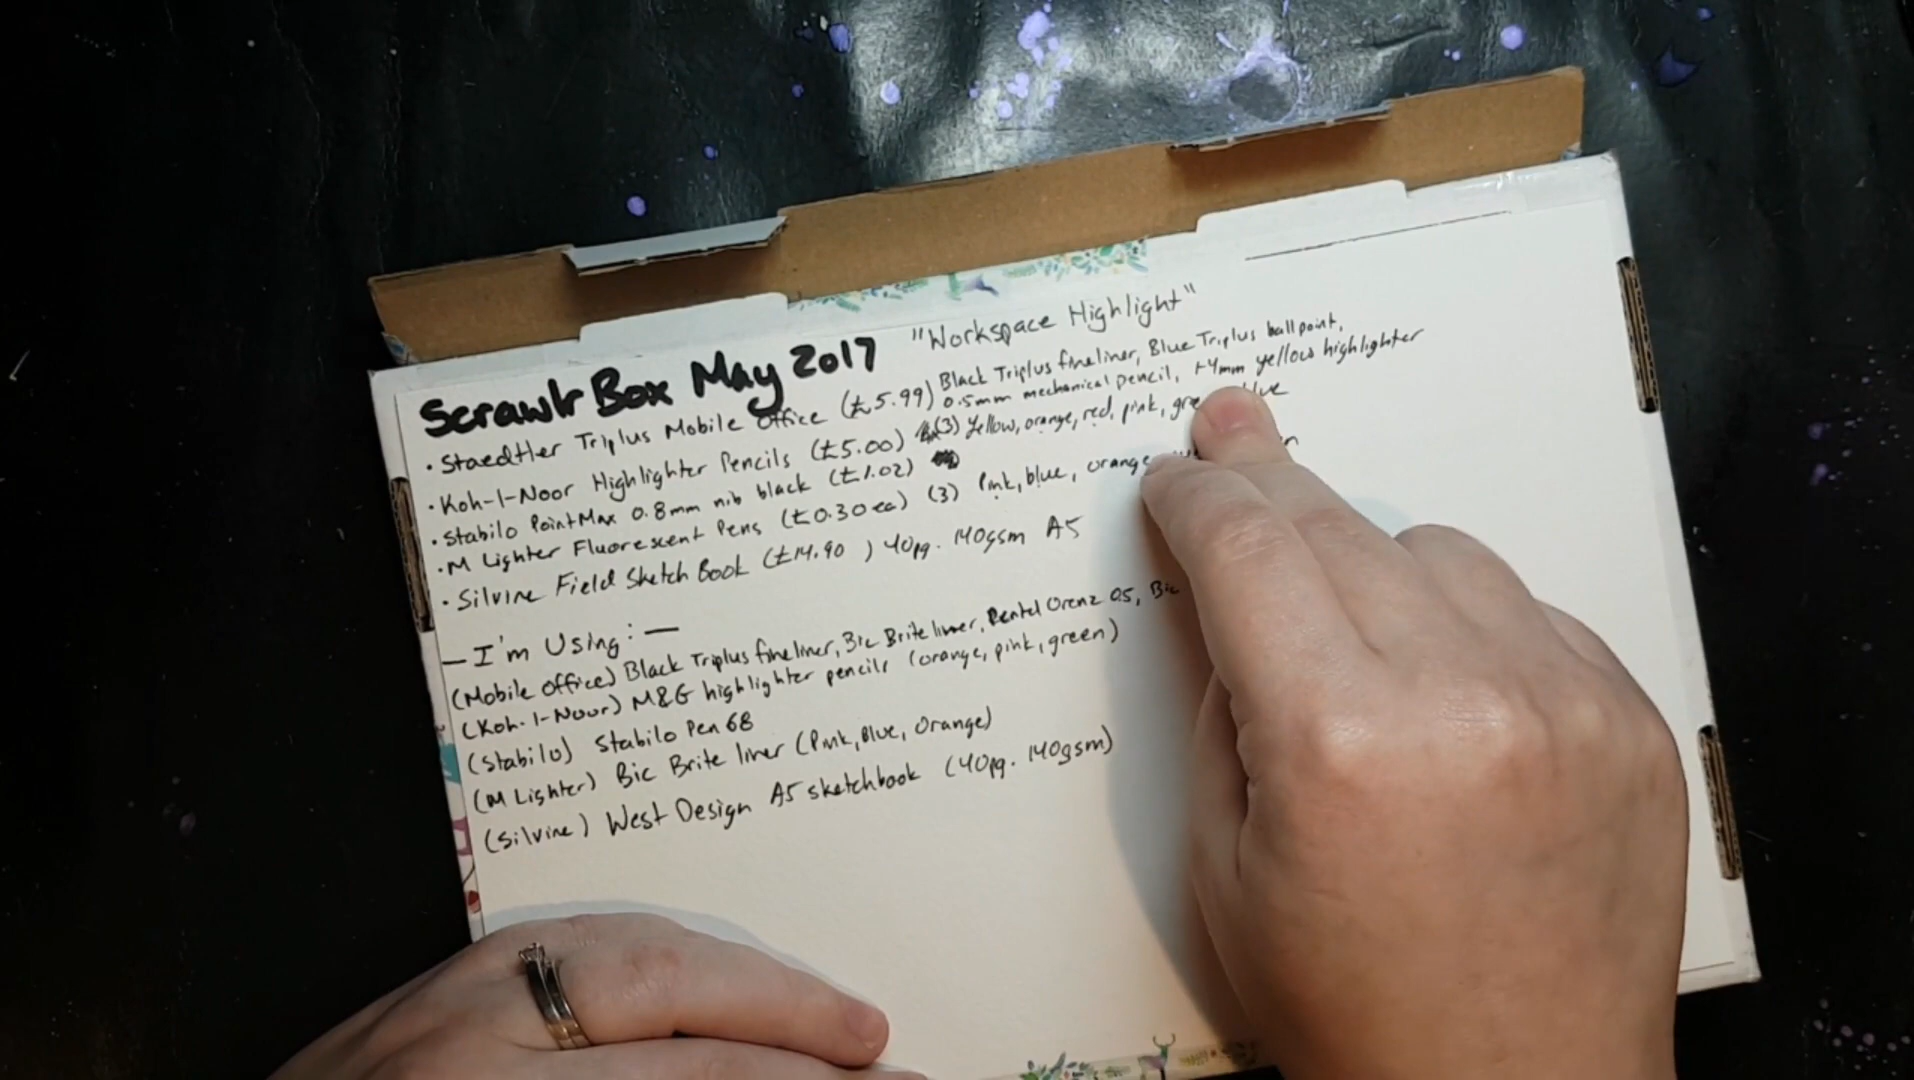 Scrawlr Box May 2017 "Workspace Highlight"
• Staedtler Triplus Mobile Office (£5.99) Black Triplus fineliner, Blue Triplus ballpoint,
0.5mm mechanical pencil, 1-4mm yellow highlighter
• Koh-I-Noor Highlighter Pencils (£5.00) (3) Yellow, orange, red, pink,
• Stabilo PointMax 0.8mm nib black (£1.02)
• M Lighter Fluorescent Pens (£0.30ea) (3) Pink, blue, orange
• Silvine Field Sketch Book (£14.90 ) 40pg. 140gsm A5
— I'm Using: —
(Mobile office) Black Triplus fineliner, Bic Brite liner, Pentel Orenz 0.5, Bic
(Koh-I-Noor) M&G highlighter pencils (orange, pink, green)
(Stabilo) Stabilo Pen 68
(M Lighter) Bic Brite liner (Pink, Blue, Orange)
(Silvine) West Design A5 sketchbook (40pg. 140gsm)